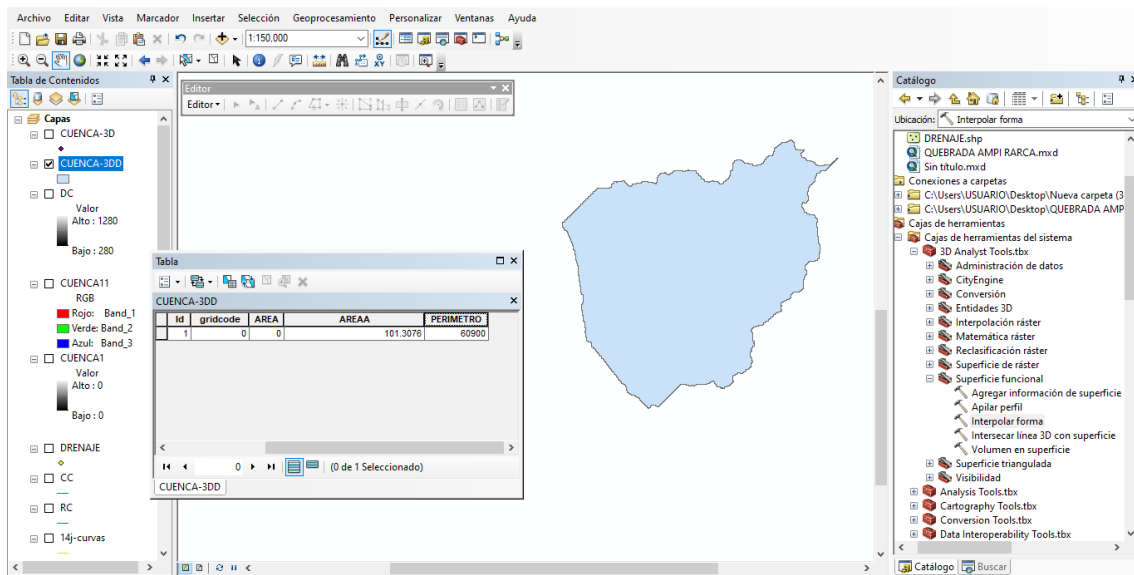 Archivo Editar Vista Marcador Insertar Selección Geoprocesamiento Personalizar Ventanas Ayuda
1:150,000
Tabla de Contenidos
Capas
CUENCA-3D
CUENCA-3DD
DC
Valor
Alto : 1280
Bajo : 280
CUENCA11
RGB
Rojo: Band_1
Verde: Band_2
Azul: Band_3
CUENCA1
Valor
Alto : 0
Bajo : 0
DRENAJE
CC
RC
14j-curvas
Editor
Editor
Tabla
CUENCA-3DD
Id gridcode AREA AREAA PERIMETRO
1 0 0 101.3076 60900
0 (0 de 1 Seleccionado)
CUENCA-3DD
Catálogo
Ubicación: Interpolar forma
DRENAJE.shp
QUEBRADA AMPI RARCA.mxd
Sin título.mxd
Conexiones a carpetas
C:\Users\USUARIO\Desktop\Nueva carpeta (3
C:\Users\USUARIO\Desktop\QUEBRADA AMP
Cajas de herramientas
Cajas de herramientas del sistema
3D Analyst Tools.tbx
Administración de datos
CityEngine
Conversión
Entidades 3D
Interpolación ráster
Matemática ráster
Reclasificación ráster
Superficie de ráster
Superficie funcional
Agregar información de superficie
Apilar perfil
Interpolar forma
Intersecar línea 3D con superficie
Volumen en superficie
Superficie triangulada
Visibilidad
Analysis Tools.tbx
Cartography Tools.tbx
Conversion Tools.tbx
Data Interoperability Tools.tbx
Catálogo Buscar